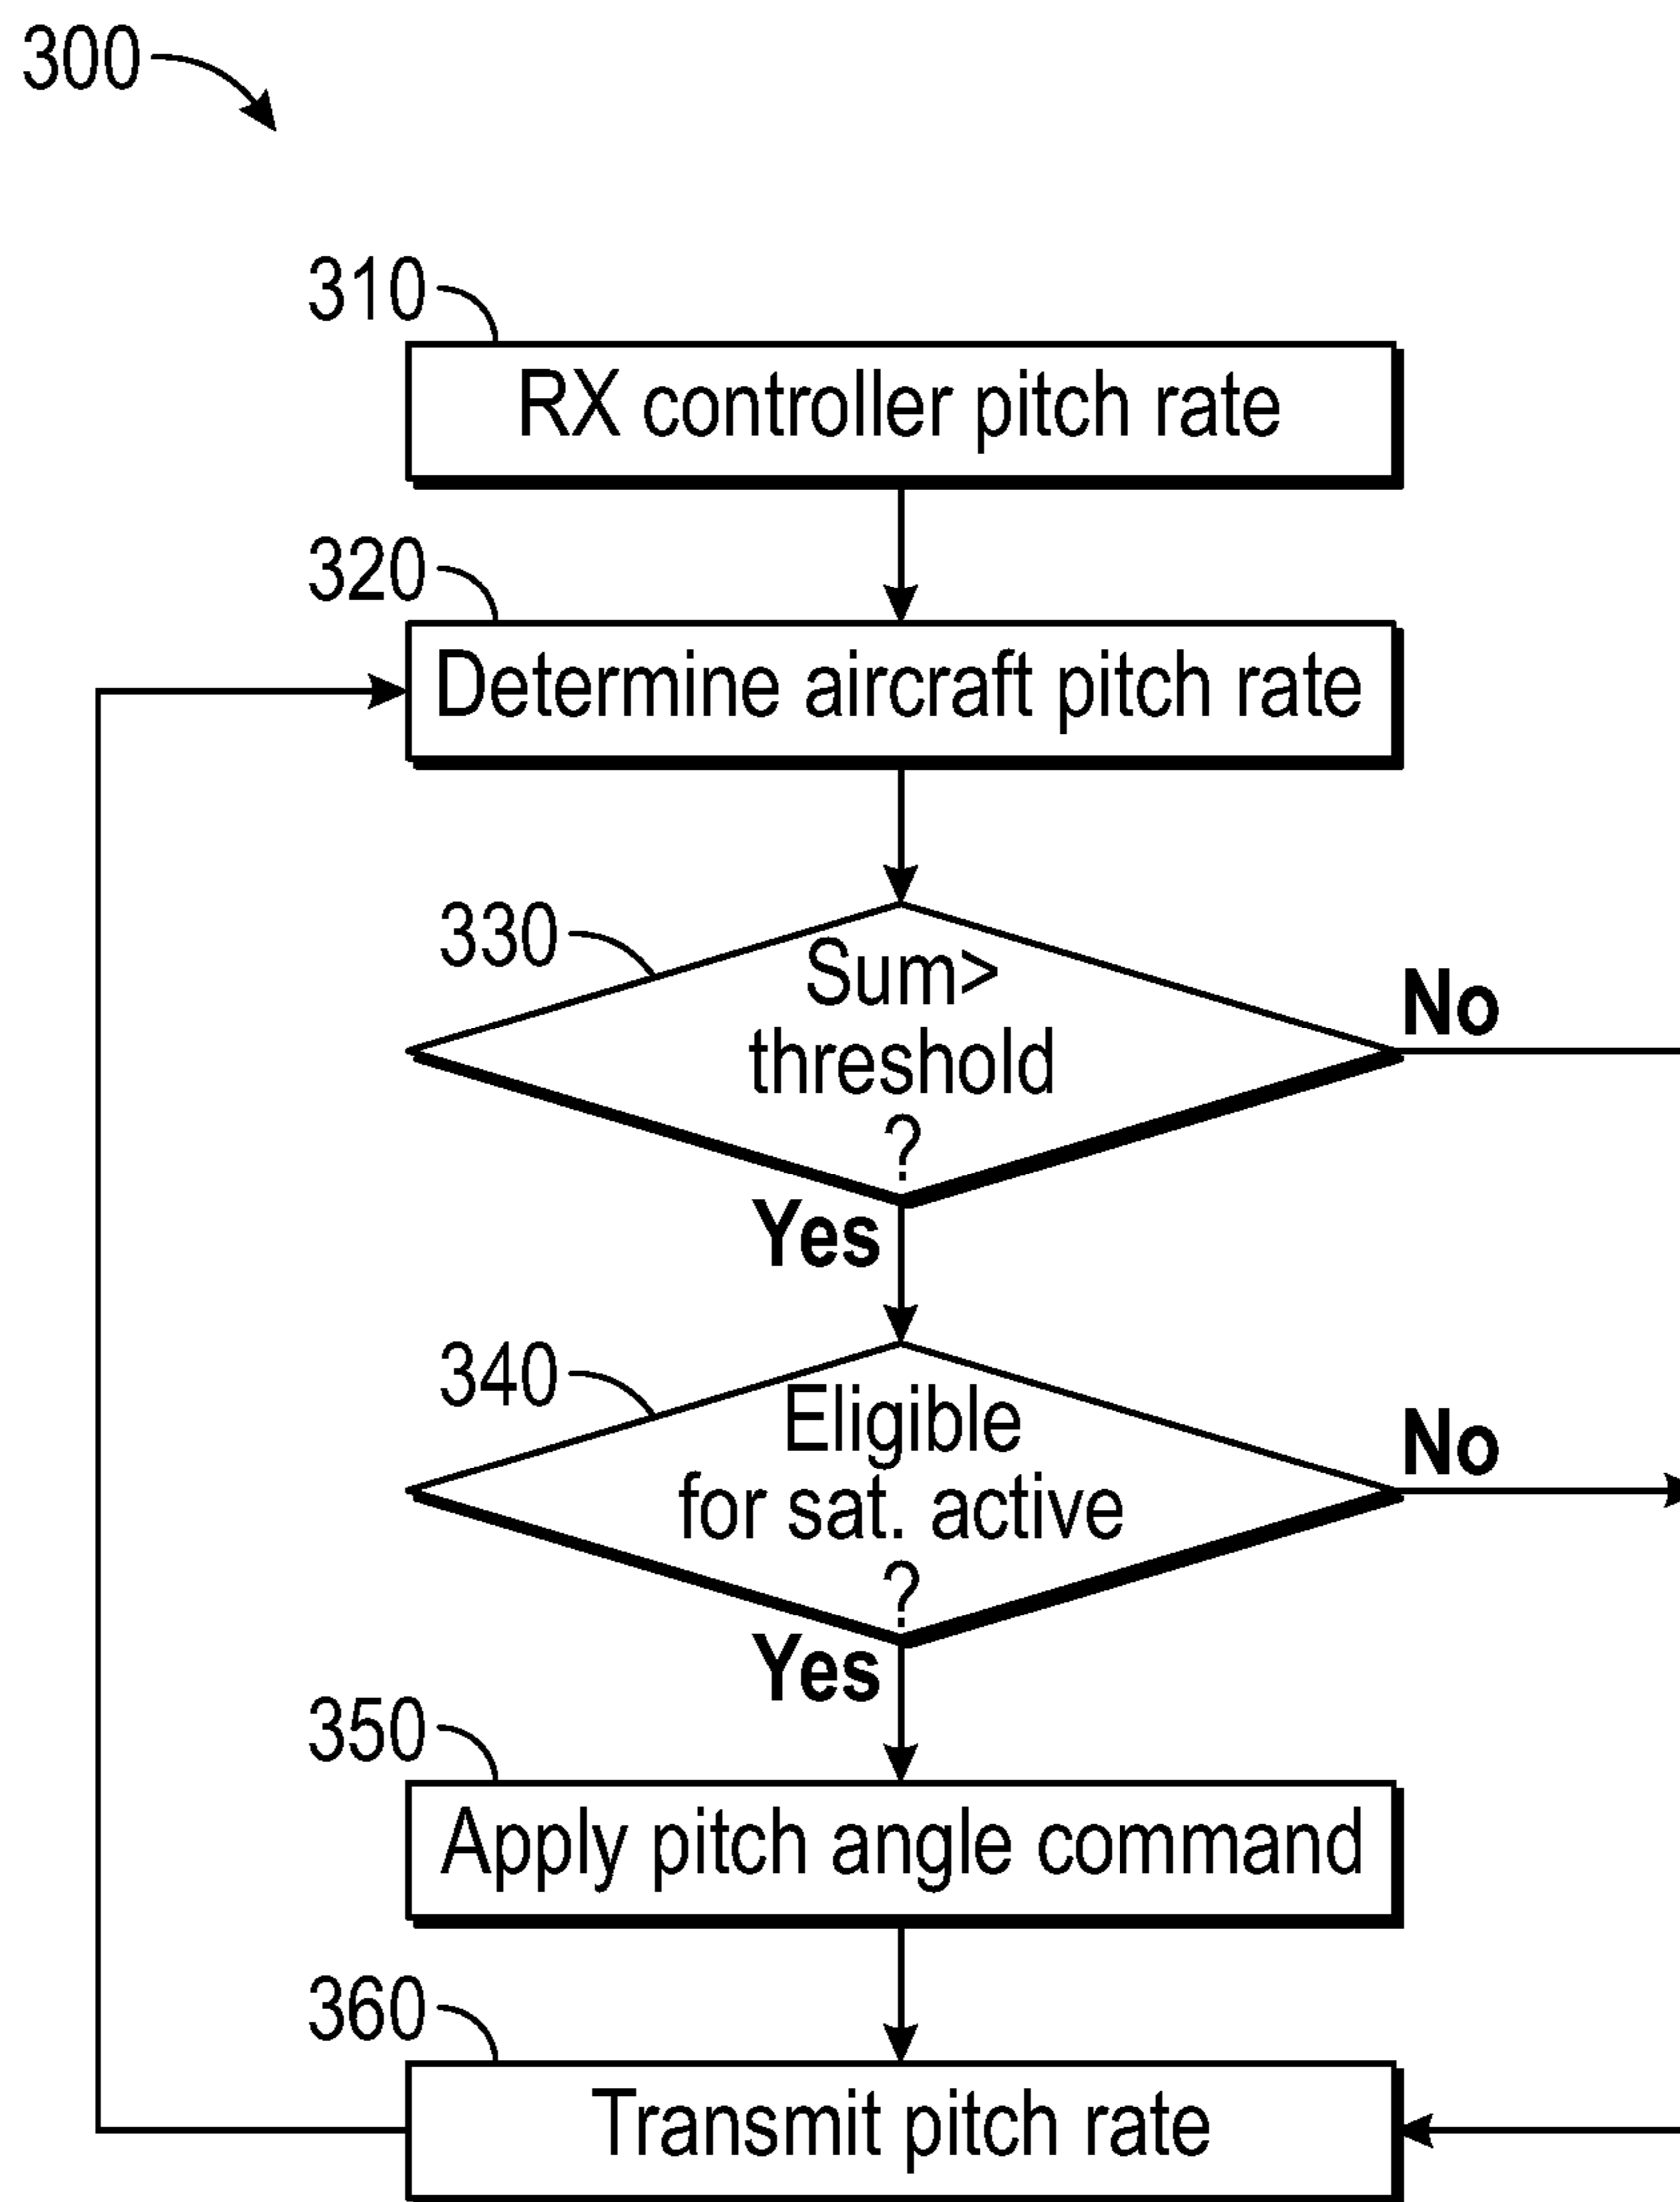 300
310
RX controller pitch rate
320
Determine aircraft pitch rate
330
Sum>
threshold
?
No
Yes
340
Eligible
for sat. active
?
No
Yes
350
Apply pitch angle command
360
Transmit pitch rate